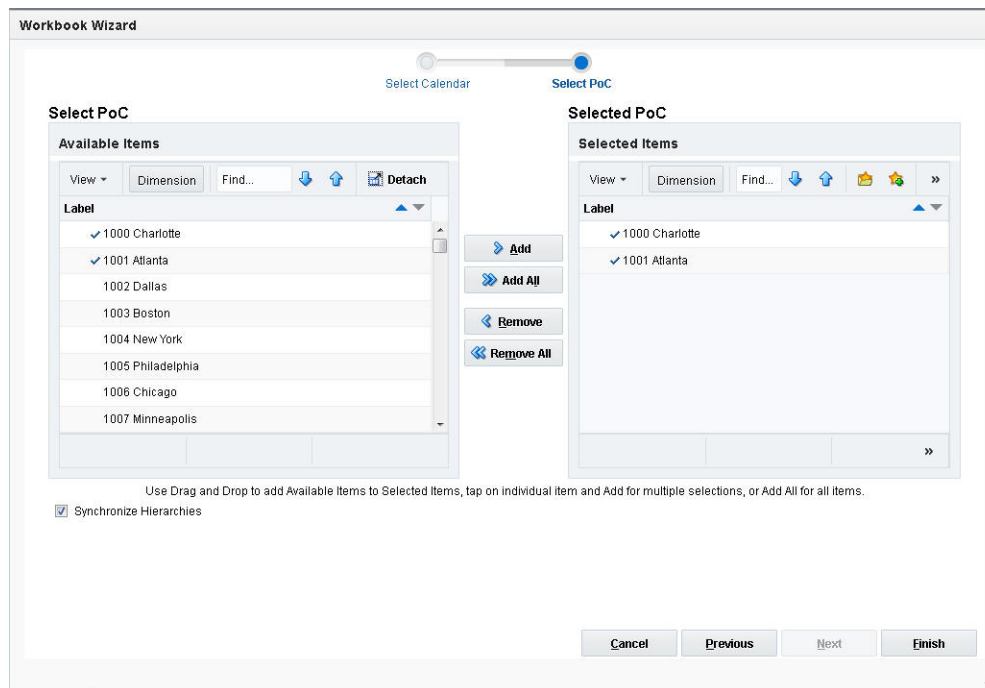 Workbook Wizard
Select Calendar
Select PoC
Select PoC
Available Items
View
Dimension
Find...
Detach
Label
1000 Charlotte
1001 Atlanta
1002 Dallas
1003 Boston
1004 New York
1005 Philadelphia
1006 Chicago
1007 Minneapolis
Add
Add All
Remove
Remove All
Selected PoC
Selected Items
View
Dimension
Find...
»
Label
1000 Charlotte
1001 Atlanta
»
Use Drag and Drop to add Available Items to Selected Items, tap on individual item and Add for multiple selections, or Add All for all items.
Synchronize Hierarchies
Cancel
Previous
Next
Finish